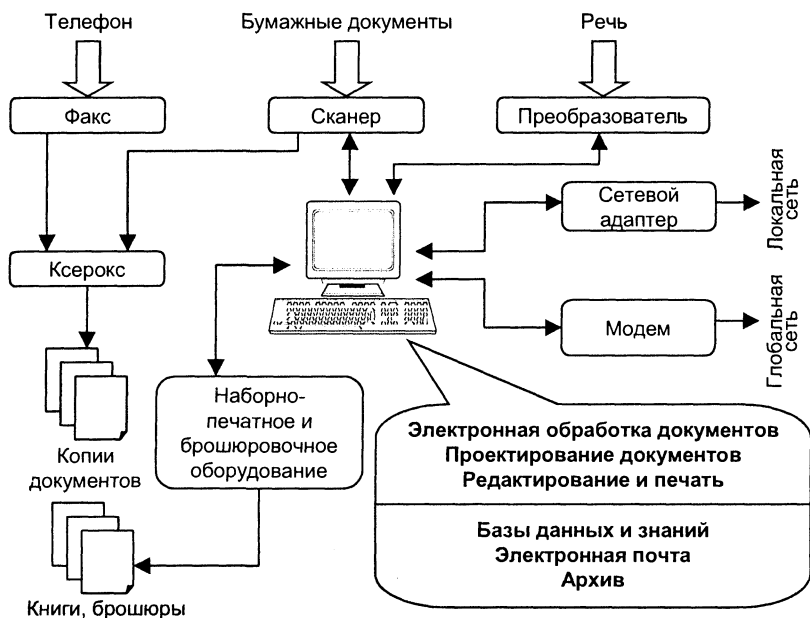 Телефон
Бумажные документы
Речь
Факс
Сканер
Преобразователь
Сетевой
адаптер
Локальная
сеть
Ксерокс
Модем
Глобальная
сеть
Наборно-
печатное и
брошюровочное
оборудование
Копии
документов
Электронная обработка документов
Проектирование документов
Редактирование и печать
Базы данных и знаний
Электронная почта
Архив
Книги, брошюры